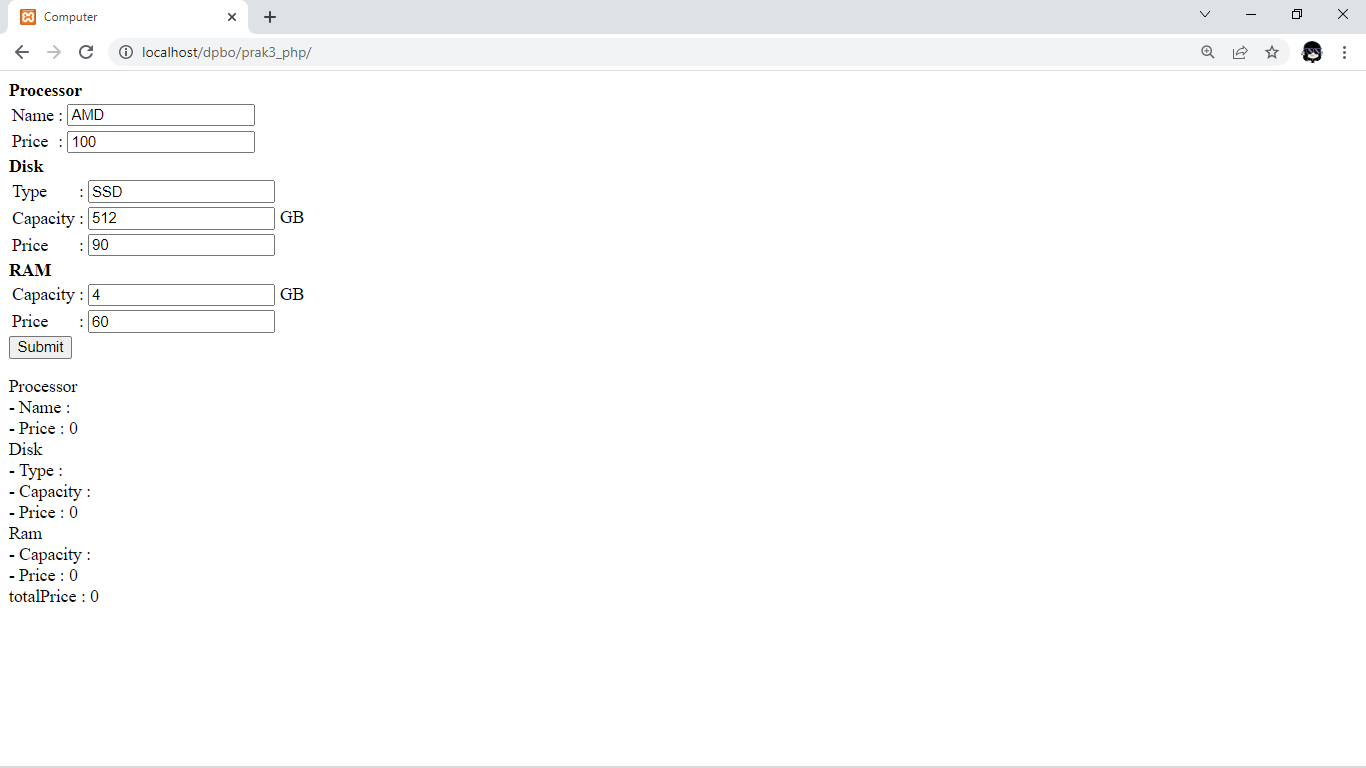 Computer
localhost/dpbo/prak3_php/
Processor
Name : AMD
Price : 100
Disk
Type : SSD
Capacity : 512 GB
Price : 90
RAM
Capacity : 4 GB
Price : 60
Submit
Processor
- Name :
- Price : 0
Disk
- Type :
- Capacity :
- Price : 0
Ram
- Capacity :
- Price : 0
totalPrice : 0